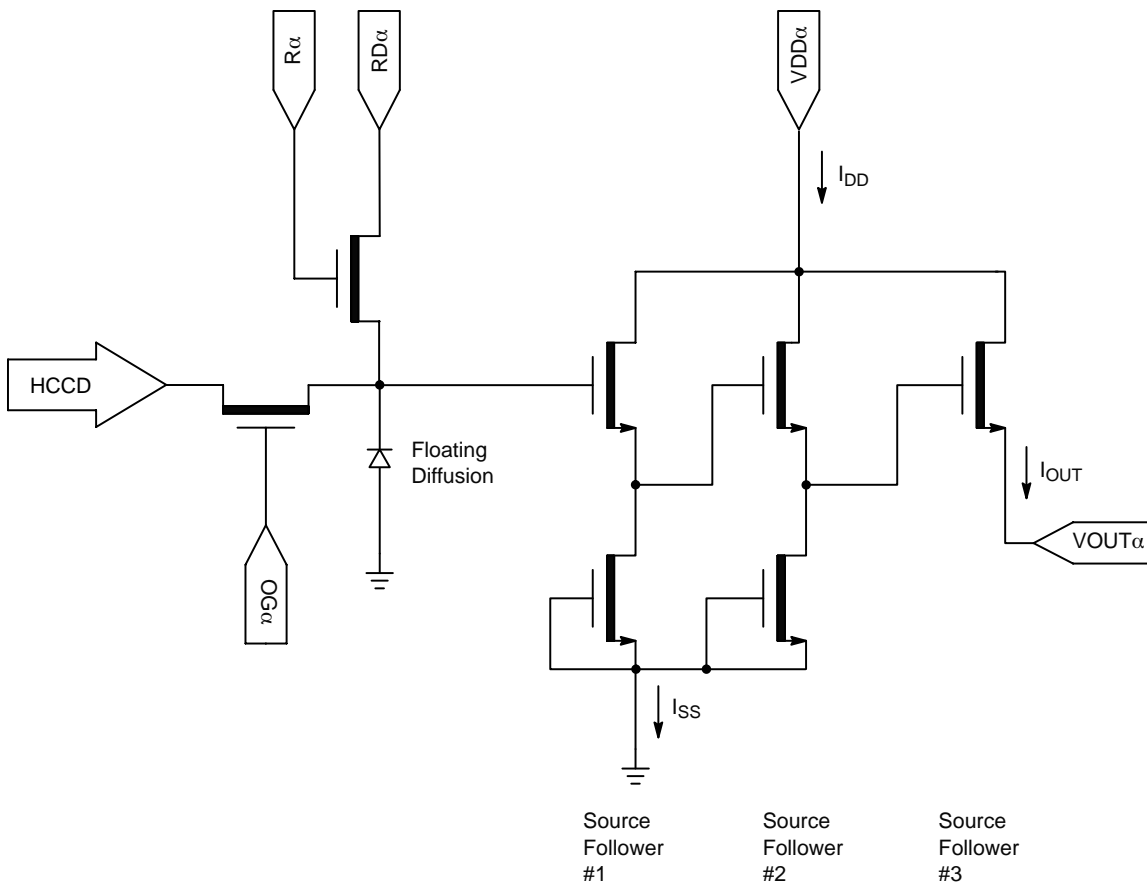 Rα
RDα
VDDα
IDD
HCCD
Floating
Diffusion
IOUT
VOUTα
OGα
ISS
Source
Follower
#1
Source
Follower
#2
Source
Follower
#3